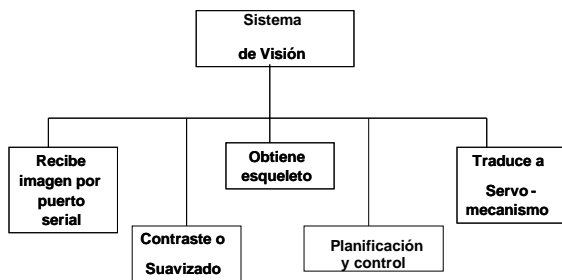 Sistema
de Visión
Recibe
imagen por
puerto
serial
Contraste o
Suavizado
Obtiene
esqueleto
Planificación
y control
Traduce a
Servo -
mecanismo